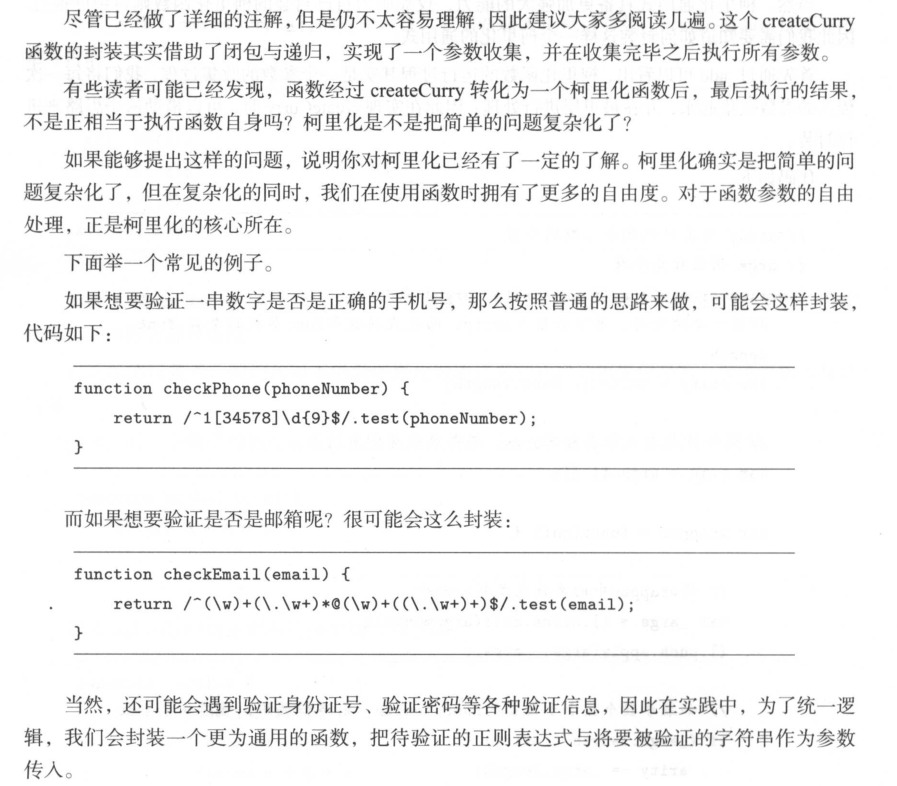 尽管已经做了详细的注解，但是仍不太容易理解，因此建议大家多阅读几遍。这个 createCurry
函数的封装其实借助了闭包与递归，实现了一个参数收集，并在收集完毕之后执行所有参数。
有些读者可能已经发现，函数经过 createCurry 转化为一个柯里化函数后，最后执行的结果，
不是正相当于执行函数自身吗？柯里化是不是把简单的问题复杂化了？
如果能够提出这样的问题，说明你对柯里化已经有了一定的了解。柯里化确实是把简单的问
题复杂化了，但在复杂化的同时，我们在使用函数时拥有了更多的自由度。对于函数参数的自由
处理，正是柯里化的核心所在。
下面举一个常见的例子。
如果想要验证一串数字是否是正确的手机号，那么按照普通的思路来做，可能会这样封装，
代码如下：
function checkPhone(phoneNumber) {
    return /^1[34578]\d{9}$/.test(phoneNumber);
}
而如果想要验证是否是邮箱呢？很可能会这么封装：
function checkEmail(email) {
    return /^(\w)+(\.\w+)*@(\w)+((\.\w+)+)$/.test(email);
}
当然，还可能会遇到验证身份证号、验证密码等各种验证信息，因此在实践中，为了统一逻
辑，我们会封装一个更为通用的函数，把待验证的正则表达式与将要被验证的字符串作为参数
传入。